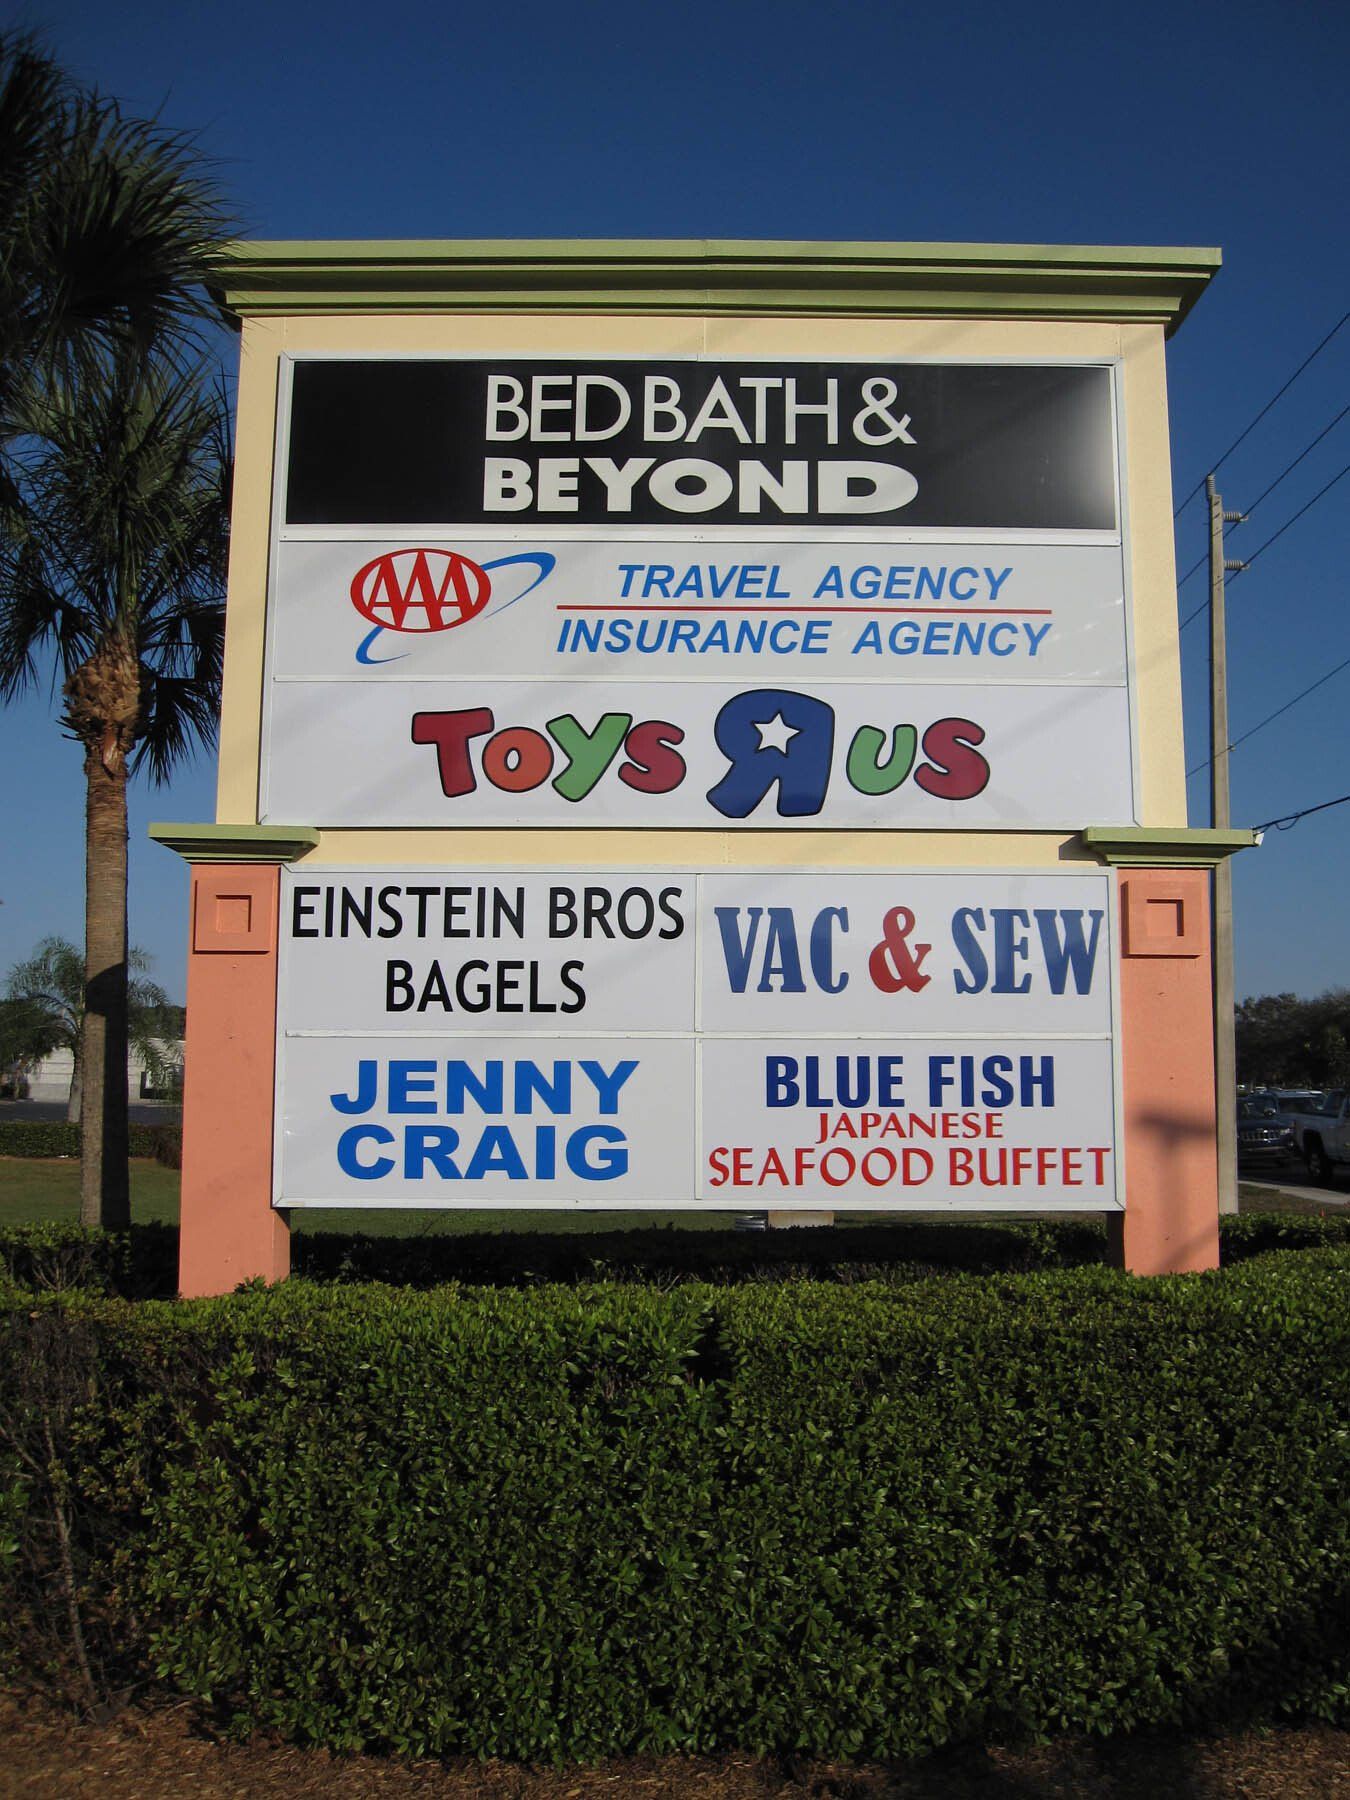 BED BATH &
BEYOND
AAA
TRAVEL AGENCY
INSURANCE AGENCY
TOYS R US
EINSTEIN BROS
BAGELS
VAC & SEW
JENNY
CRAIG
BLUE FISH
JAPANESE
SEAFOOD BUFFET